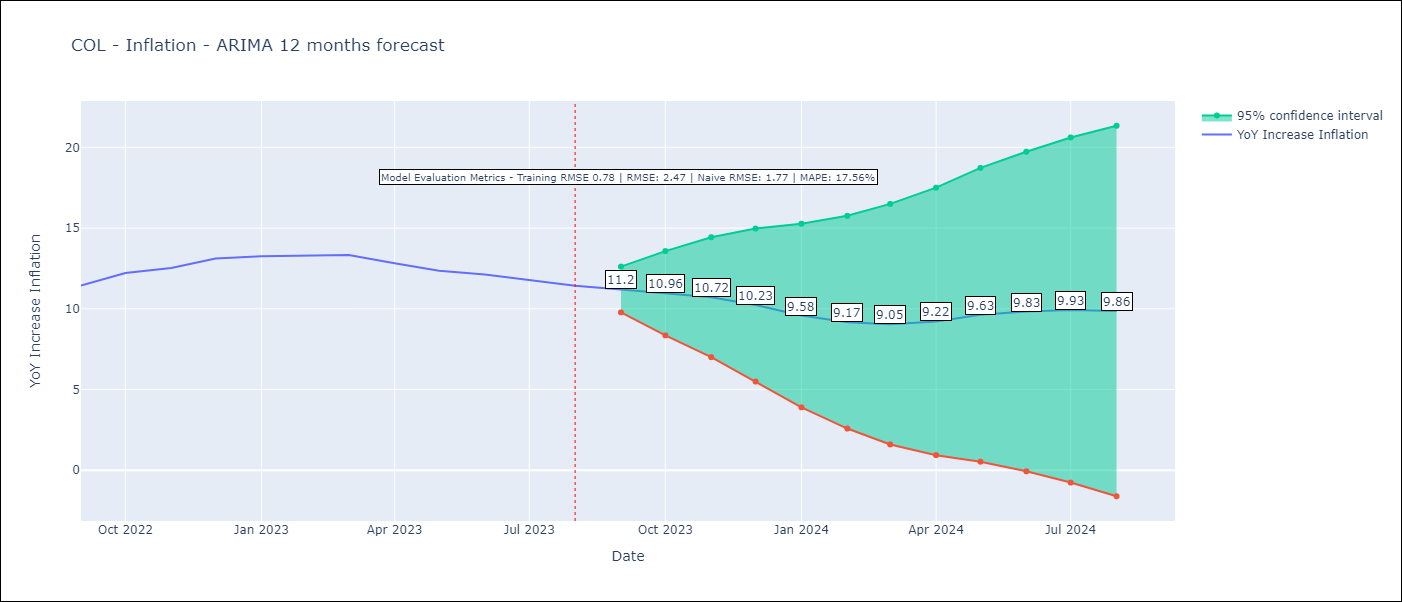 COL - Inflation - ARIMA 12 months forecast
95% confidence interval
YoY Increase Inflation
Model Evaluation Metrics - Training RMSE 0.78 | RMSE: 2.47 | Naive RMSE: 1.77 | MAPE: 17.56%
YoY Increase Inflation
20
15
10
5
0
11.2
10.96
10.72
10.23
9.58
9.17
9.05
9.22
9.63
9.83
9.93
9.86
Oct 2022
Jan 2023
Apr 2023
Jul 2023
Oct 2023
Jan 2024
Apr 2024
Jul 2024
Date